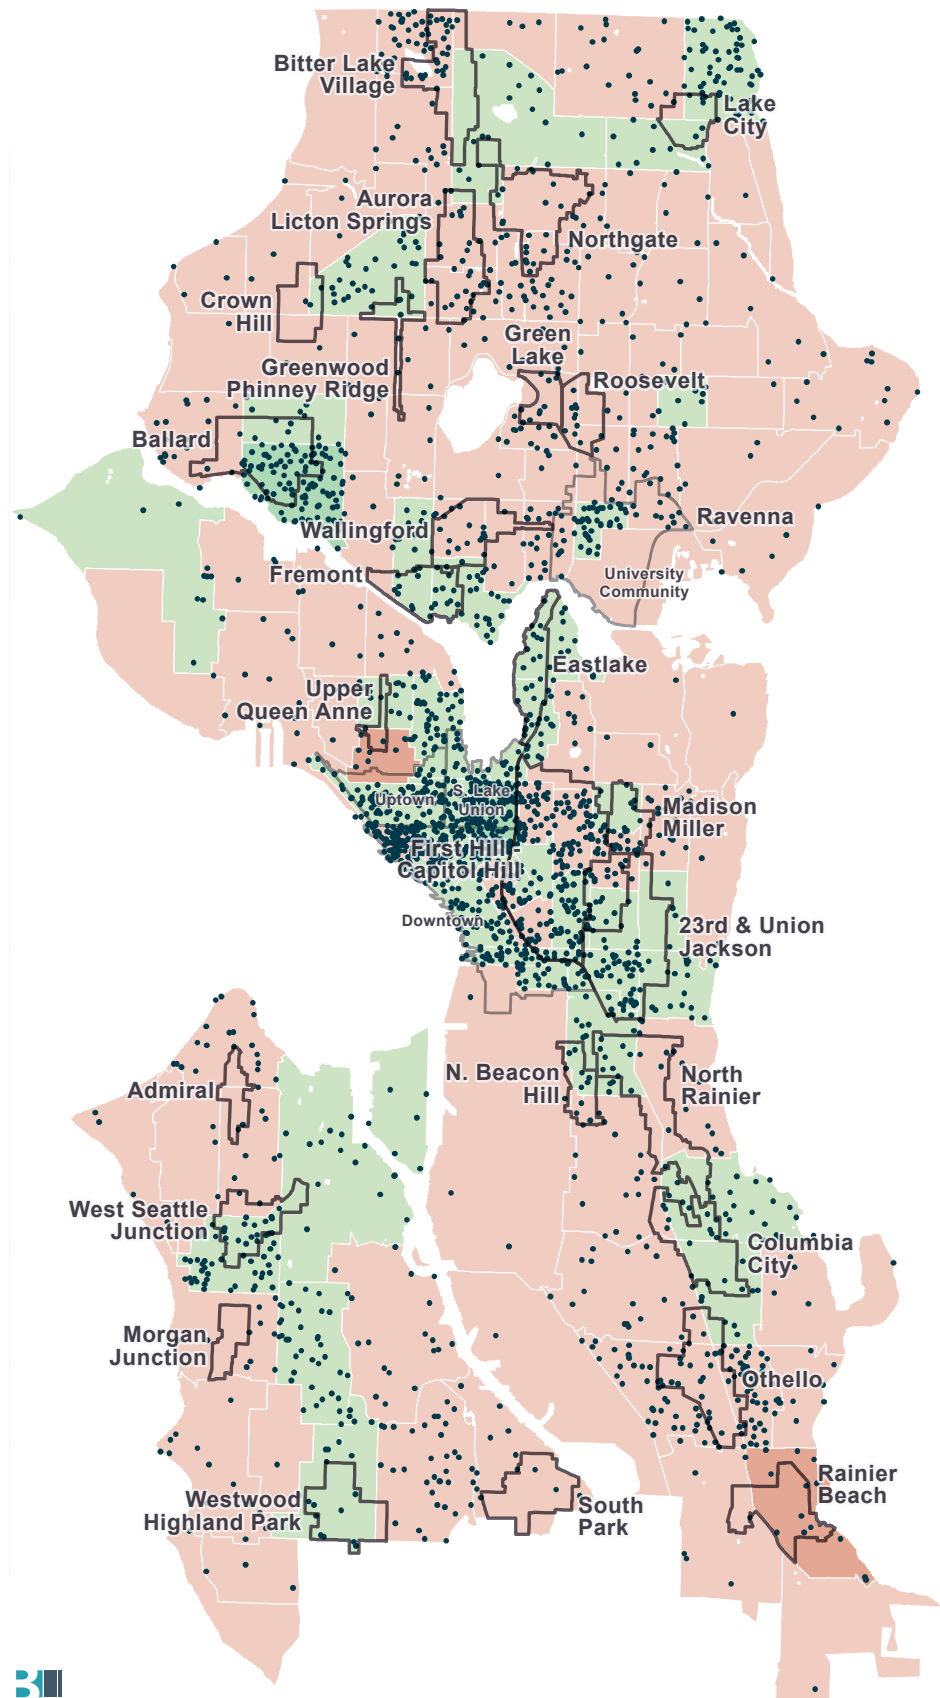 Bitter Lake
Village
Lake
City
Aurora
Licton Springs
Northgate
Crown
Hill
Green
Lake
Greenwood
Phinney Ridge
Roosevelt
Ballard
Ravenna
Wallingford
Fremont
University
Community
Eastlake
Upper
Queen Anne
Uptown
S. Lake
Union
Madison
Miller
First Hill -
Capitol Hill
Downtown
23rd & Union
Jackson
N. Beacon
Hill
North
Rainier
Admiral
West Seattle
Junction
Columbia
City
Morgan
Junction
Othello
Rainier
Beach
Westwood
Highland Park
South
Park